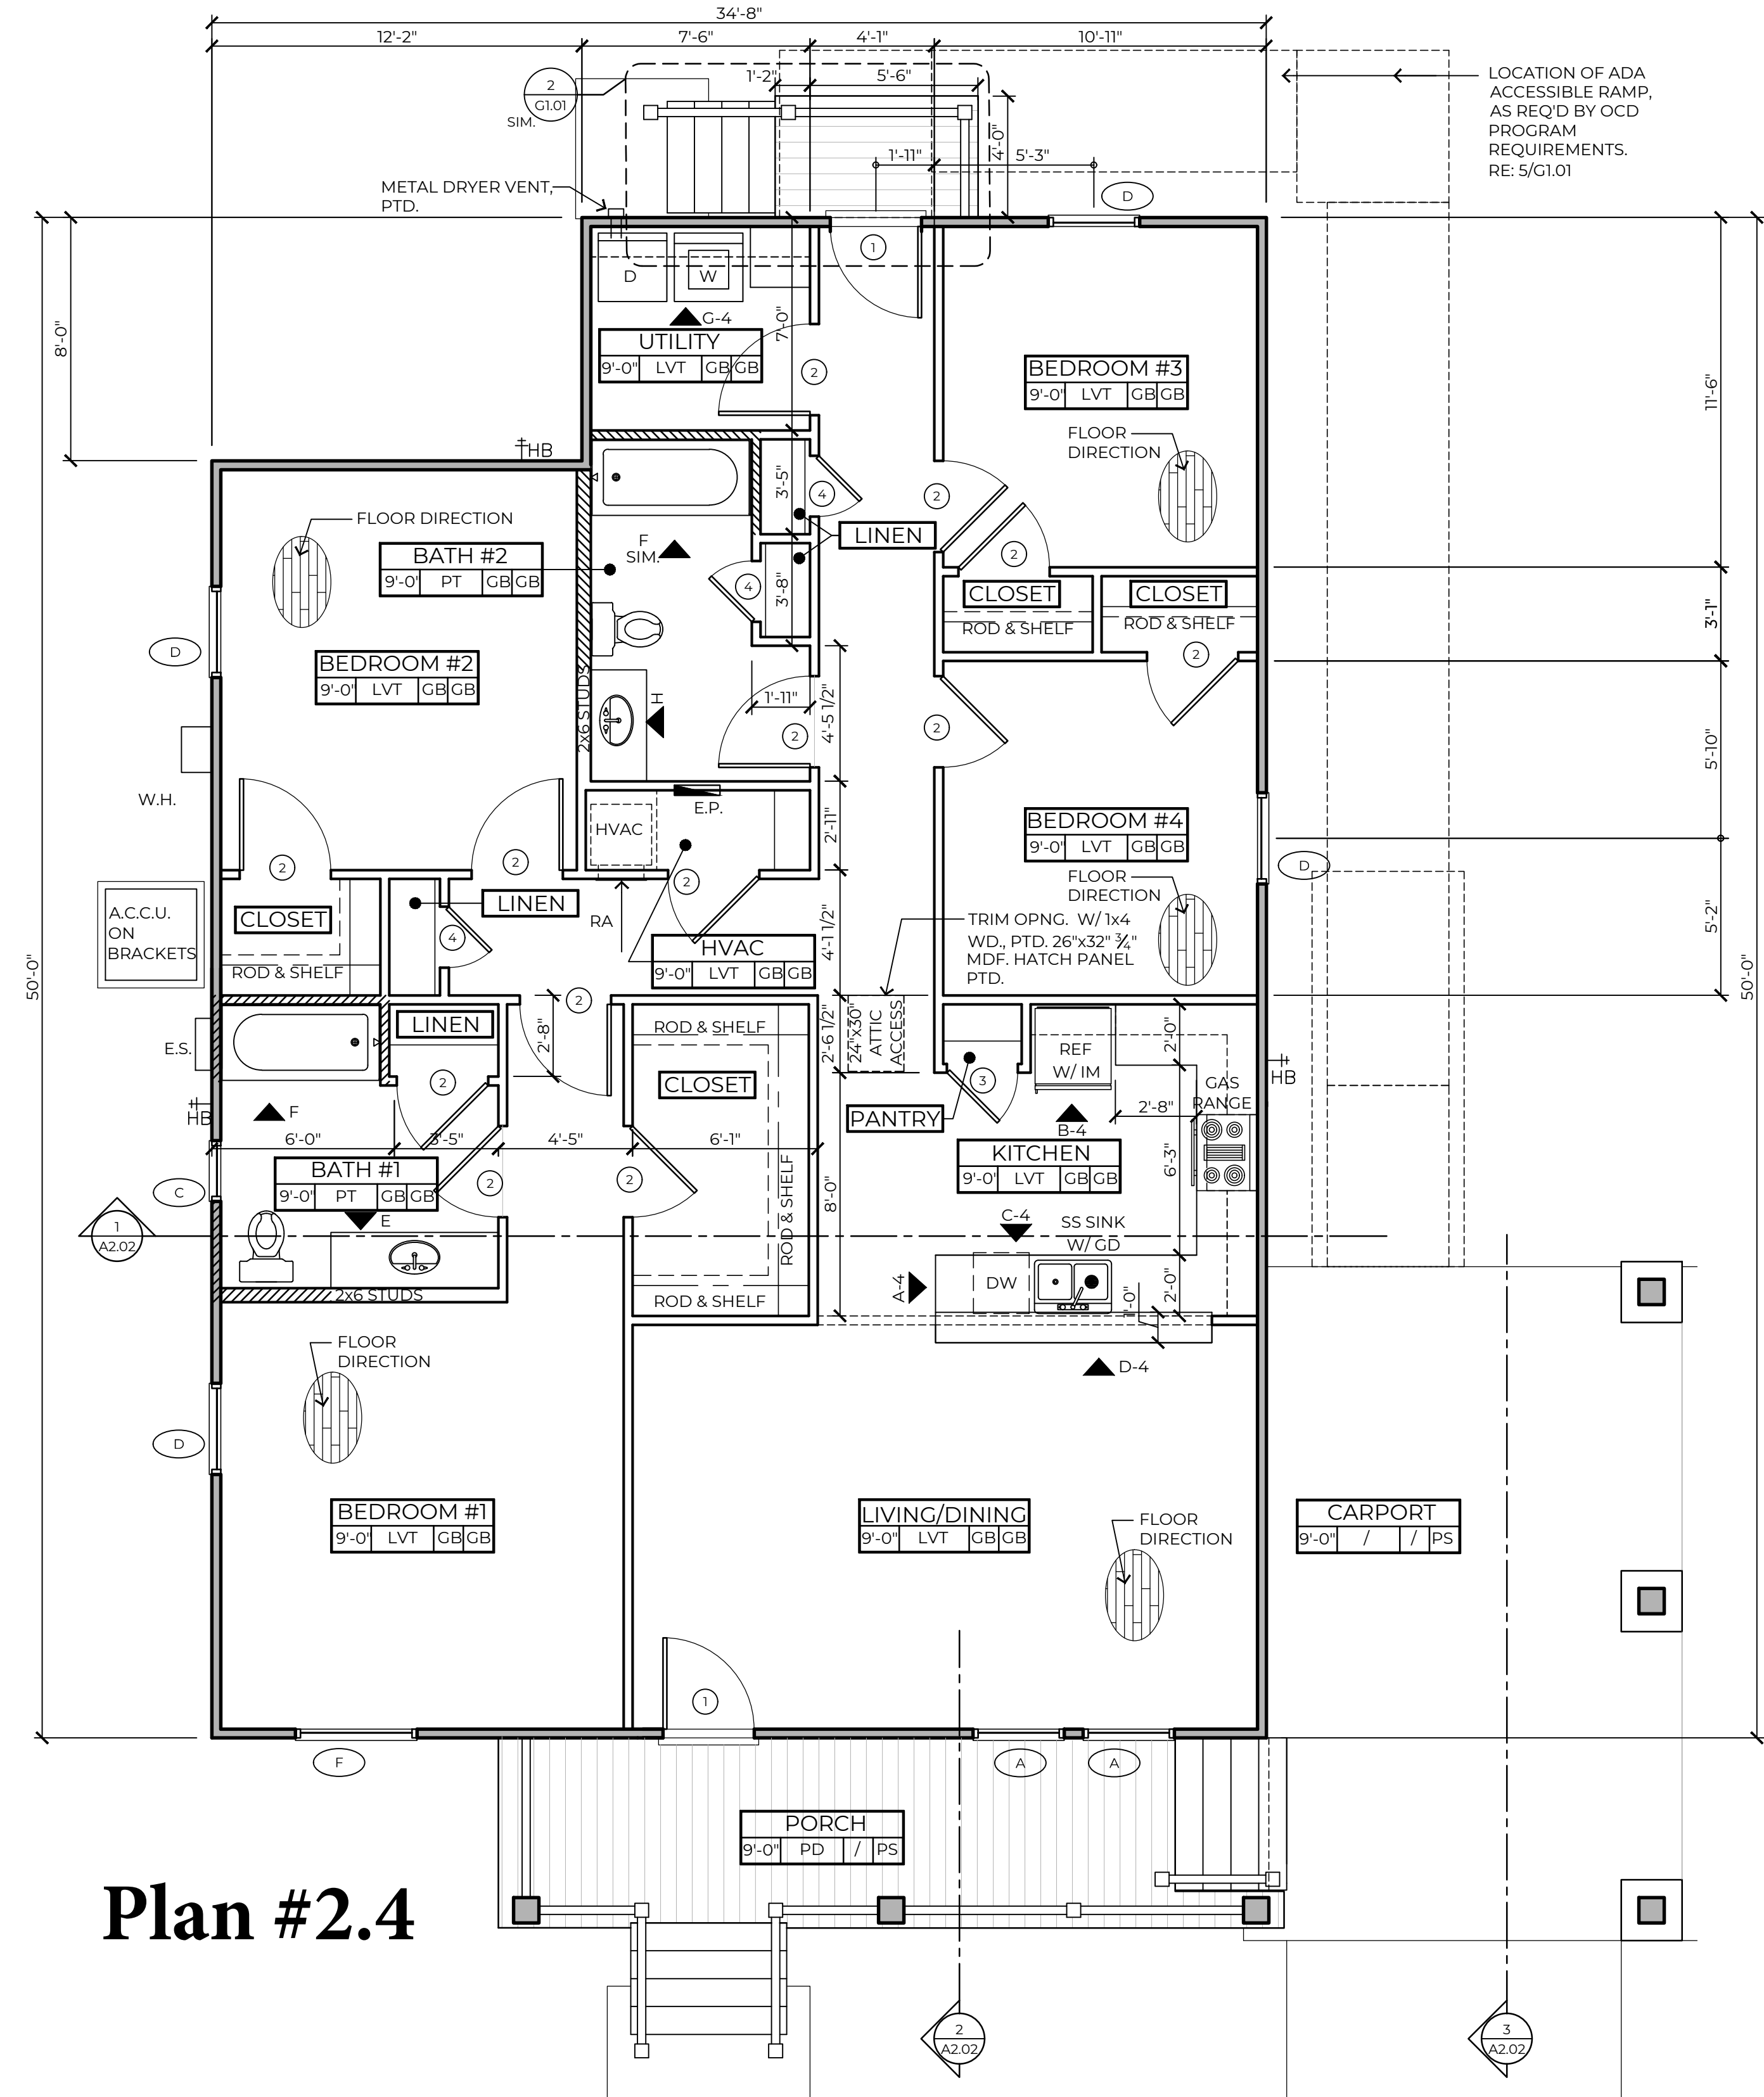 34'-8"
12'-2" 7'-6" 4'-1" 10'-11"
1'-2" 5'-6"
2
G1.01
SIM.
LOCATION OF ADA
ACCESSIBLE RAMP,
AS REQ'D BY OCD
PROGRAM
REQUIREMENTS.
RE: 5/G1.01
4'-0"
1'-11" 5'-3"
METAL DRYER VENT,
PTD.
D
1
D W
G-4
7'-0"
8'-0"
UTILITY
9'-0" LVT GB GB
2
BEDROOM #3
9'-0" LVT GB GB
11'-6"
FLOOR
DIRECTION
HB
3'-5"
4
2
FLOOR DIRECTION
LINEN
F
SIM.
BATH #2
9'-0" PT GB GB
2
4
3'-8"
CLOSET
ROD & SHELF
CLOSET
ROD & SHELF
3'-1"
2
D
BEDROOM #2
9'-0" LVT GB GB
2x6 STUDS
H
1'-11"
4'-5 1/2"
2
2
5'-10"
W.H.
E.P.
HVAC
2'-11"
BEDROOM #4
9'-0" LVT GB GB
D
2
2
2
FLOOR
DIRECTION
LINEN
CLOSET
ROD & SHELF
A.C.C.U.
ON
BRACKETS
4
RA
HVAC
9'-0" LVT GB GB
4'-1 1/2"
TRIM OPNG. W/ 1x4
WD., PTD. 26"x32" ¾"
MDF. HATCH PANEL
PTD.
5'-2"
50'-0"
50'-0"
2
LINEN
2'-8"
ROD & SHELF
2'-6 1/2"
24"x30"
ATTIC
ACCESS
2'-0"
E.S.
REF
W/ IM
HB
2
CLOSET
3
GAS
RANGE
HB
F
PANTRY
2'-8"
B-4
6'-0" 3'-5" 4'-5" 6'-1"
KITCHEN
9'-0" LVT GB GB
6'-3"
BATH #1
9'-0" PT GB GB
C
2
2
ROD & SHELF
8'-0"
1
A2.02
E
C-4
SS SINK
W/ GD
A-4
DW
2'-0"
1'-0"
2x6 STUDS
ROD & SHELF
D-4
FLOOR
DIRECTION
D
BEDROOM #1
9'-0" LVT GB GB
LIVING/DINING
9'-0" LVT GB GB
FLOOR
DIRECTION
CARPORT
9'-0" / / PS
1
F
A
A
PORCH
9'-0" PD / PS
Plan #2.4
2
A2.02
3
A2.02